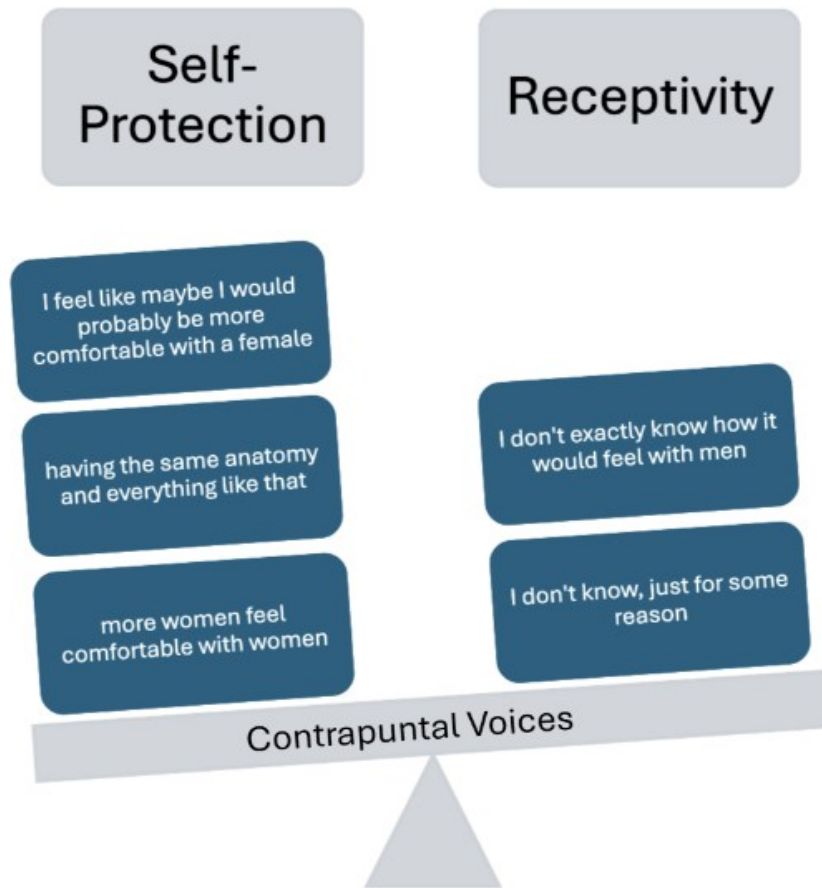 Self-
Protection
Receptivity
I feel like maybe I would
probably be more
comfortable with a female
having the same anatomy
and everything like that
more women feel
comfortable with women
I don't exactly know how it
would feel with men
I don't know, just for some
reason
Contrapuntal Voices